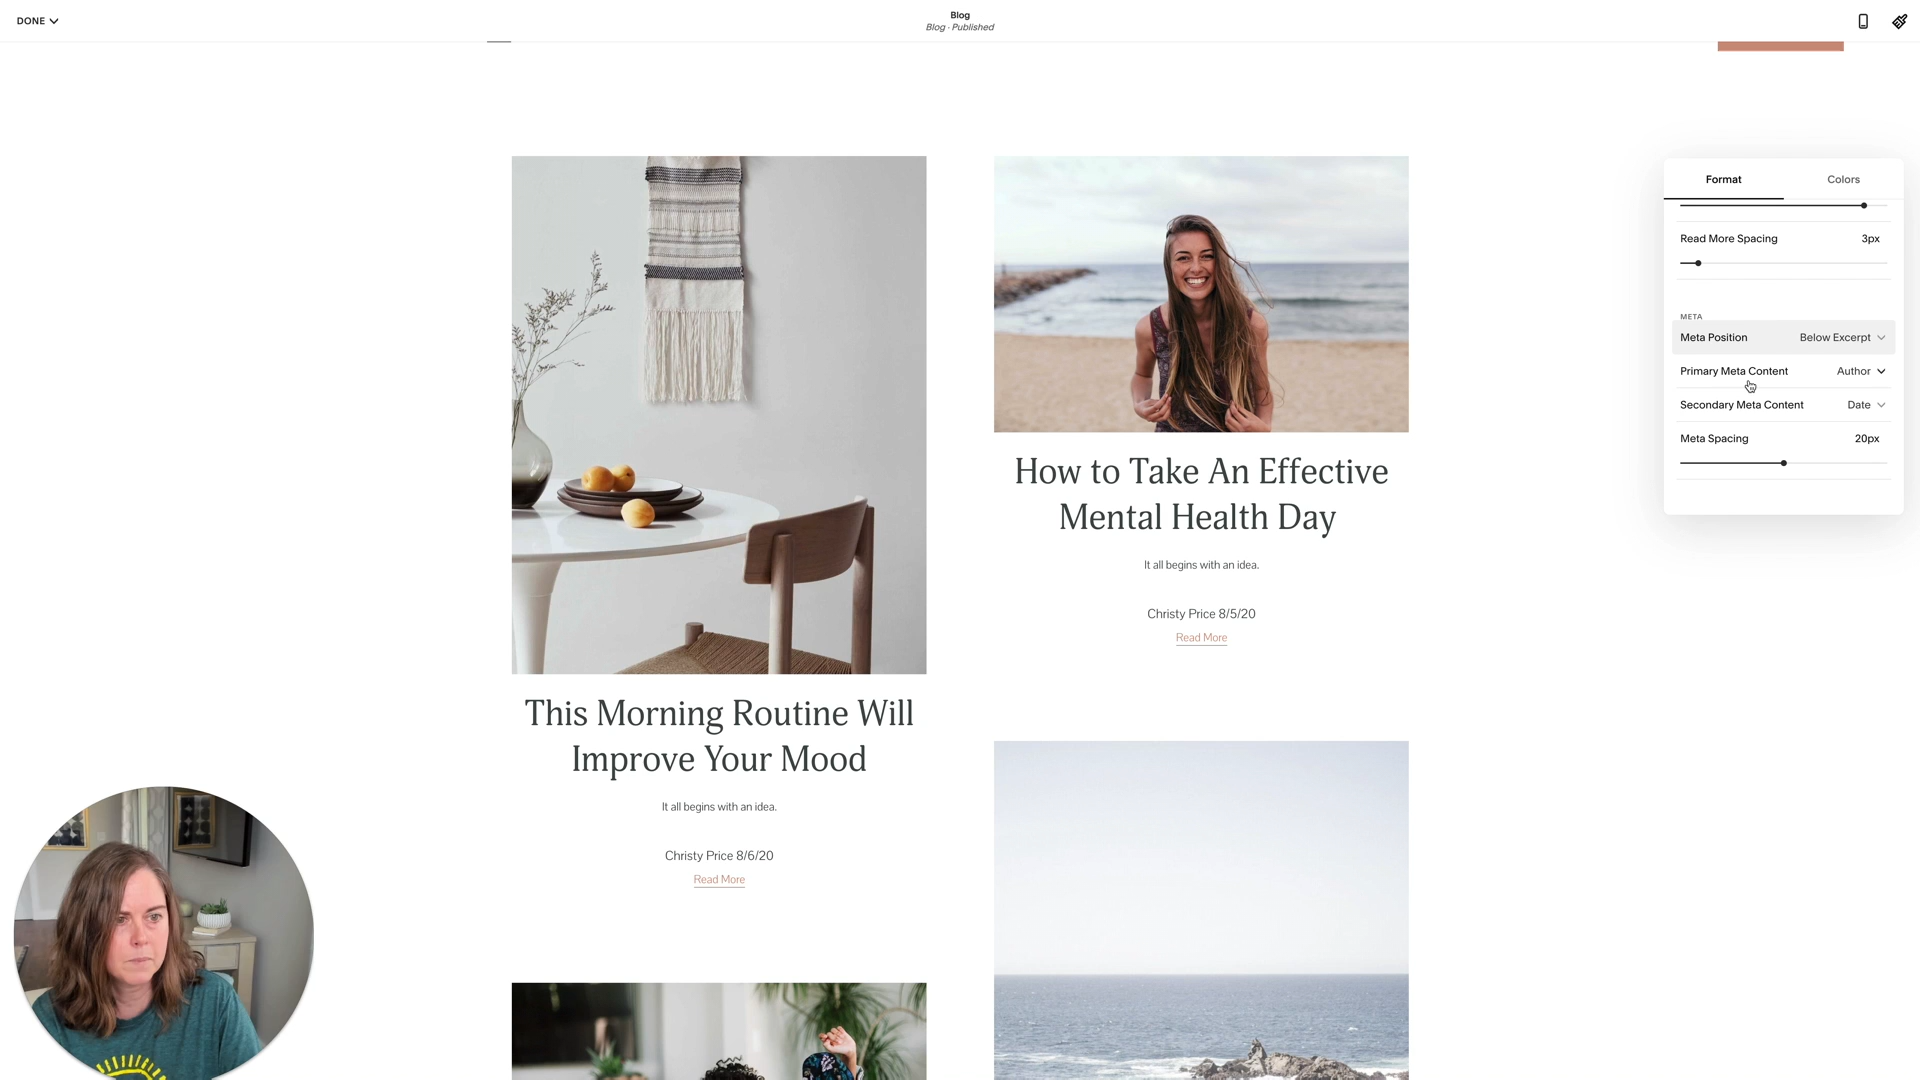 DONE
Blog
Blog · Published
Format
Colors
Read More Spacing 3px
META
Meta Position Below Excerpt
Primary Meta Content Author
Secondary Meta Content Date
Meta Spacing 20px
How to Take An Effective
Mental Health Day
It all begins with an idea.
Christy Price 8/5/20
Read More
This Morning Routine Will
Improve Your Mood
It all begins with an idea.
Christy Price 8/6/20
Read More